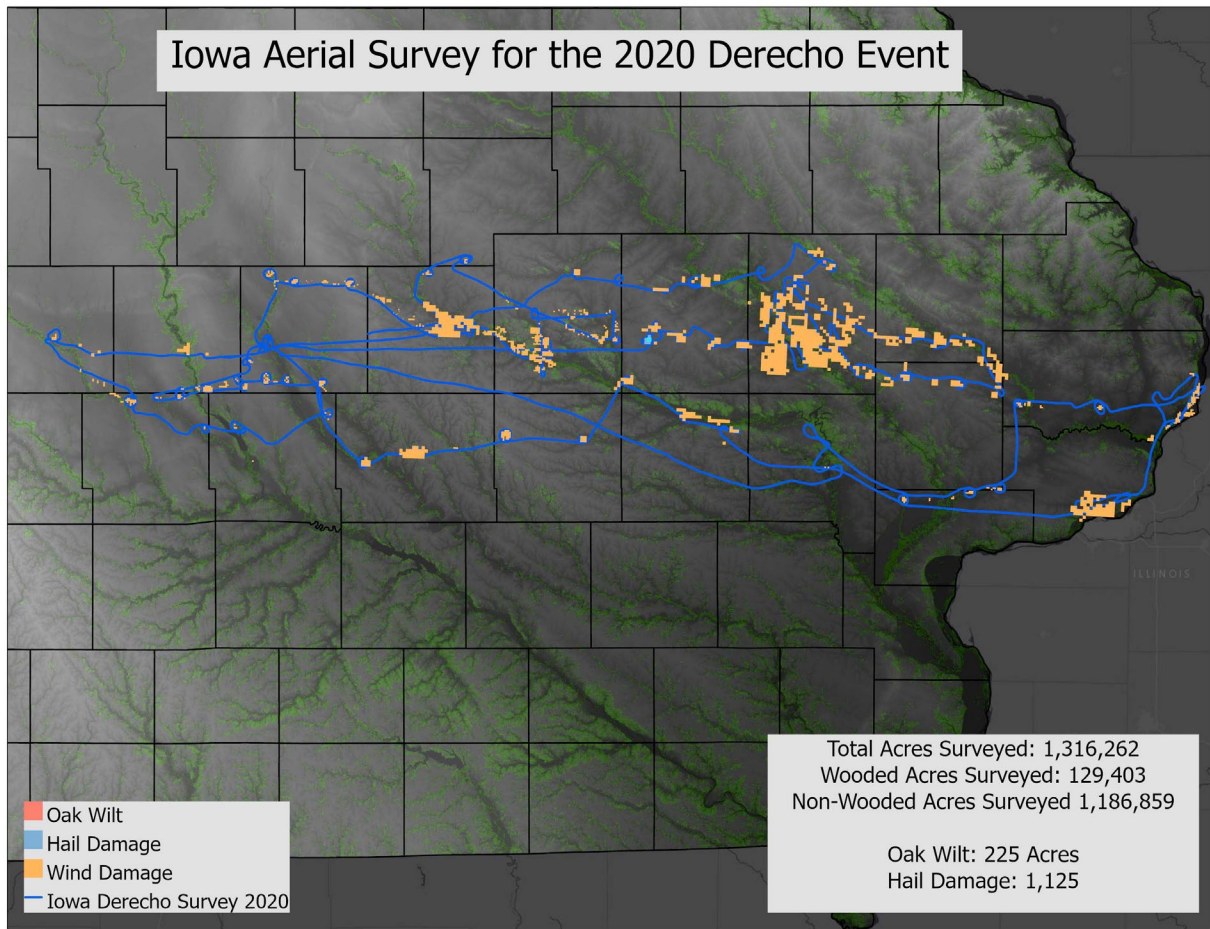 Iowa Aerial Survey for the 2020 Derecho Event
ILLINOIS
Total Acres Surveyed: 1,316,262
Wooded Acres Surveyed: 129,403
Non-Wooded Acres Surveyed 1,186,859
Oak Wilt: 225 Acres
Hail Damage: 1,125
Oak Wilt
Hail Damage
Wind Damage
Iowa Derecho Survey 2020